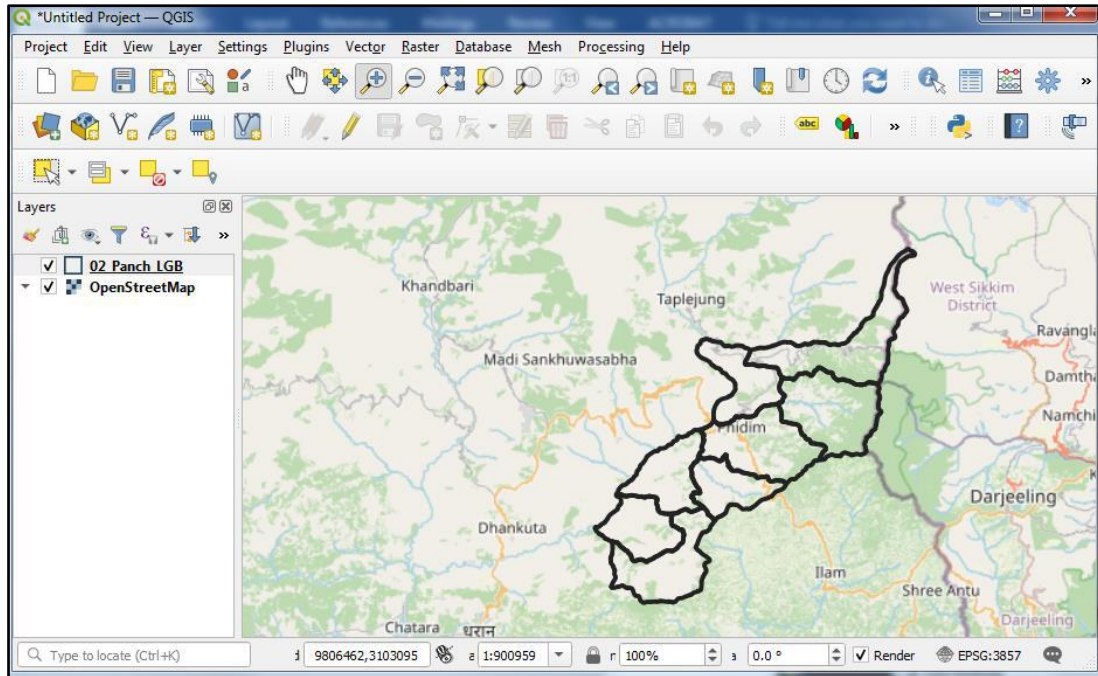 *Untitled Project — QGIS
Project Edit View Layer Settings Plugins Vector Raster Database Mesh Processing Help
abc
Layers
02 Panch LGB
OpenStreetMap
Khandbari
Taplejung
West Sikkim
District
Ravangla
Madi Sankhuwasabha
Damtha
Namchi
Phidim
Darjeeling
Dhankuta
Ilam
Shree Antu
Darjeeling
Chatara
धरान
Type to locate (Ctrl+K) 9806462,3103095 1:900959 100% 0.0 ° Render EPSG:3857